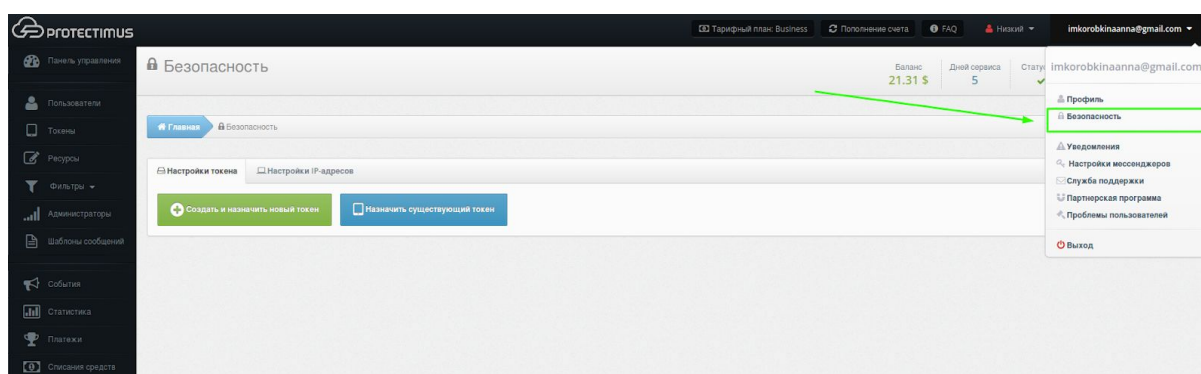 PROTECTIMUS
Тарифный план: Business
Пополнение счета
FAQ
Низкий
imkorobkinaanna@gmail.com
Панель управления
Пользователи
Токены
Ресурсы
Фильтры
Администраторы
Шаблоны сообщений
События
Статистика
Платежи
Списания средств
Безопасность
Баланс
21.31 $
Дней сервиса
5
Стату
Главная
Безопасность
Настройки токена
Настройки IP-адресов
Создать и назначить новый токен
Назначить существующий токен
imkorobkinaanna@gmail.com
Профиль
Безопасность
Уведомления
Настройки мессенджеров
Служба поддержки
Партнерская программа
Проблемы пользователей
Выход